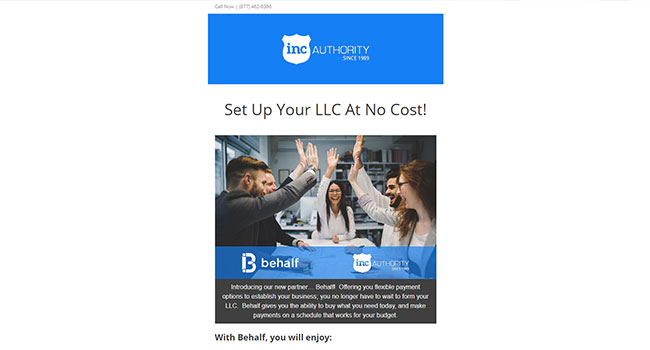 Call Now | (877) 462-6366
inc AUTHORITY
SINCE 1989
Set Up Your LLC At No Cost!
behalf
inc AUTHORITY
SINCE 1989
Introducing our new partner... Behalf! Offering you flexible payment
options to establish your business; you no longer have to wait to form your
LLC. Behalf gives you the ability to buy what you need today, and make
payments on a schedule that works for your budget.
With Behalf, you will enjoy: